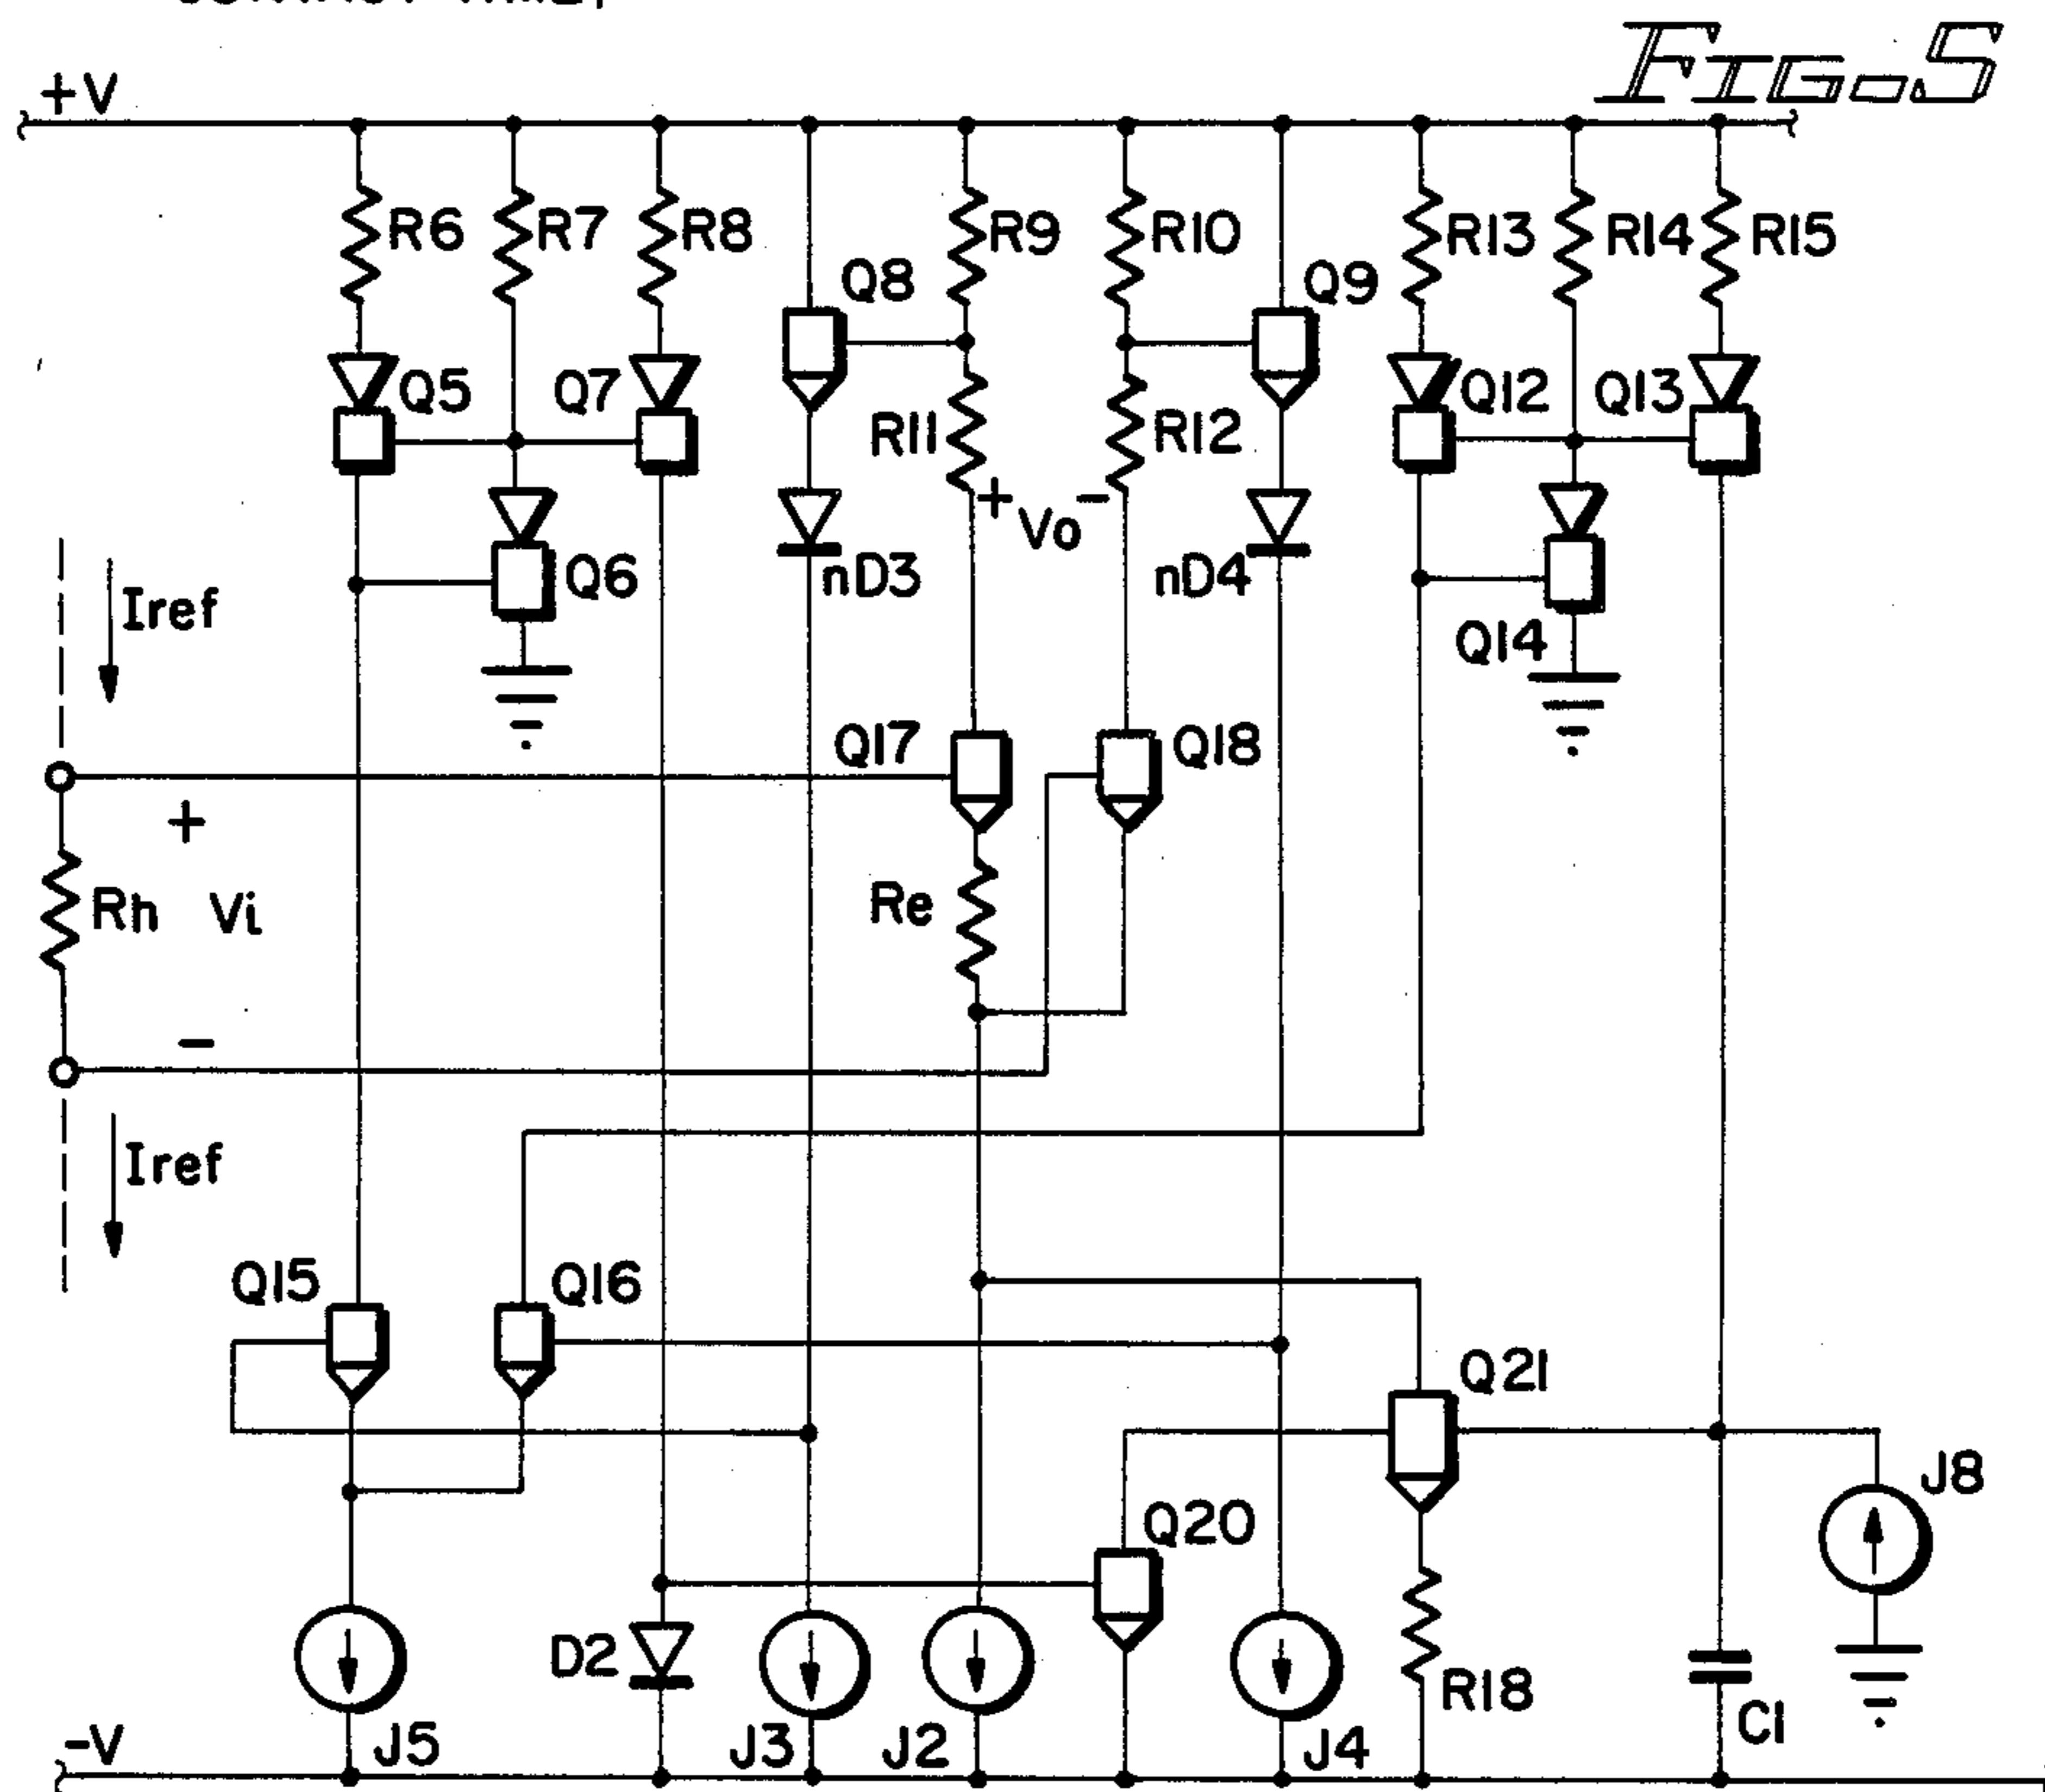 FIG. 5
+V
R6
R7
R8
R9
R10
R13
R14
R15
Q8
Q9
Q5
Q7
R11
R12
Q12
Q13
+ Vo -
Q6
nD3
nD4
Iref
Q14
Q17
Q18
+
Rh
Vi
Re
-
Iref
Q15
Q16
Q21
J8
Q20
D2
R18
C1
J5
J3
J2
J4
-V